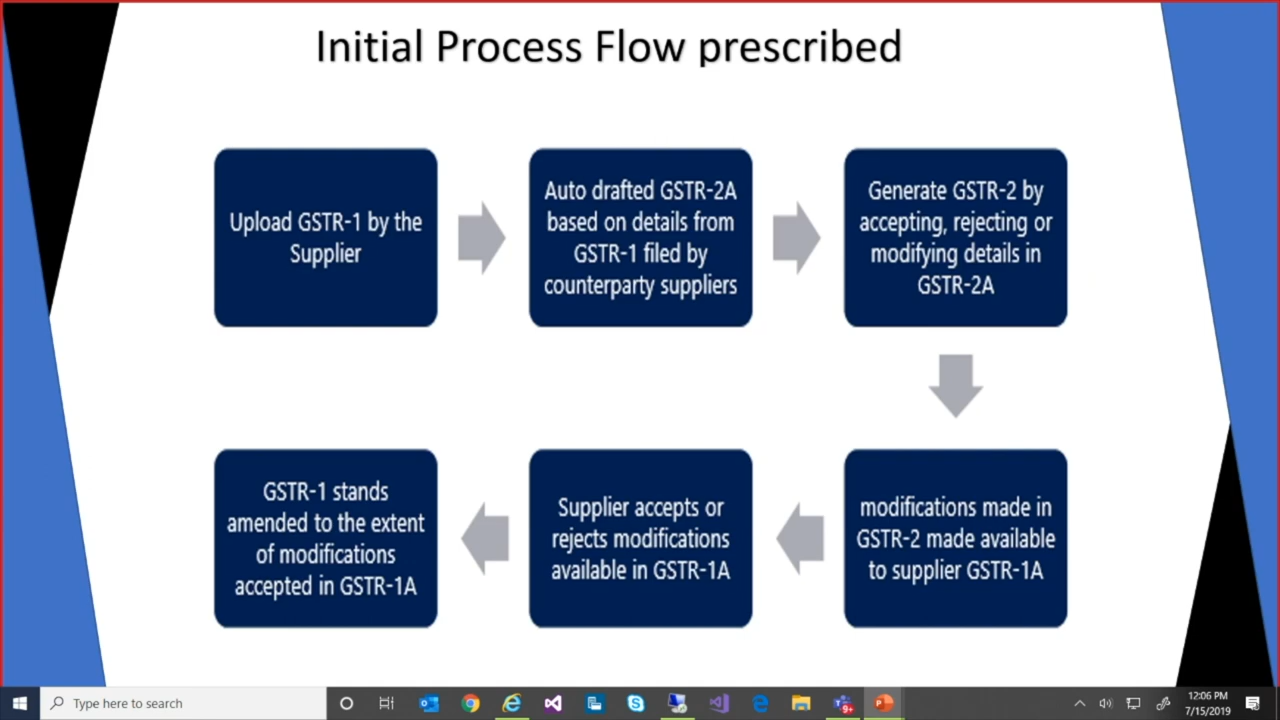 Initial Process Flow prescribed
Upload GSTR-1 by the
Supplier
Auto drafted GSTR-2A
based on details from
GSTR-1 filed by
counterparty suppliers
Generate GSTR-2 by
accepting, rejecting or
modifying details in
GSTR-2A
modifications made in
GSTR-2 made available
to supplier GSTR-1A
Supplier accepts or
rejects modifications
available in GSTR-1A
GSTR-1 stands
amended to the extent
of modifications
accepted in GSTR-1A
Type here to search
9+
12:06 PM
7/15/2019